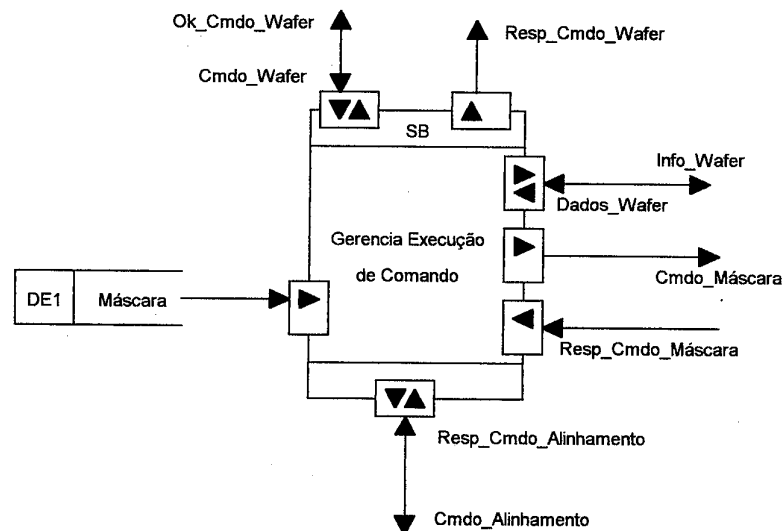 Ok_Cmdo_Wafer
Resp_Cmdo_Wafer
Cmdo_Wafer
SB
Info_Wafer
Dados_Wafer
Gerencia Execução
de Comando
Cmdo_Máscara
DE1 Máscara
Resp_Cmdo_Máscara
Resp_Cmdo_Alinhamento
Cmdo_Alinhamento